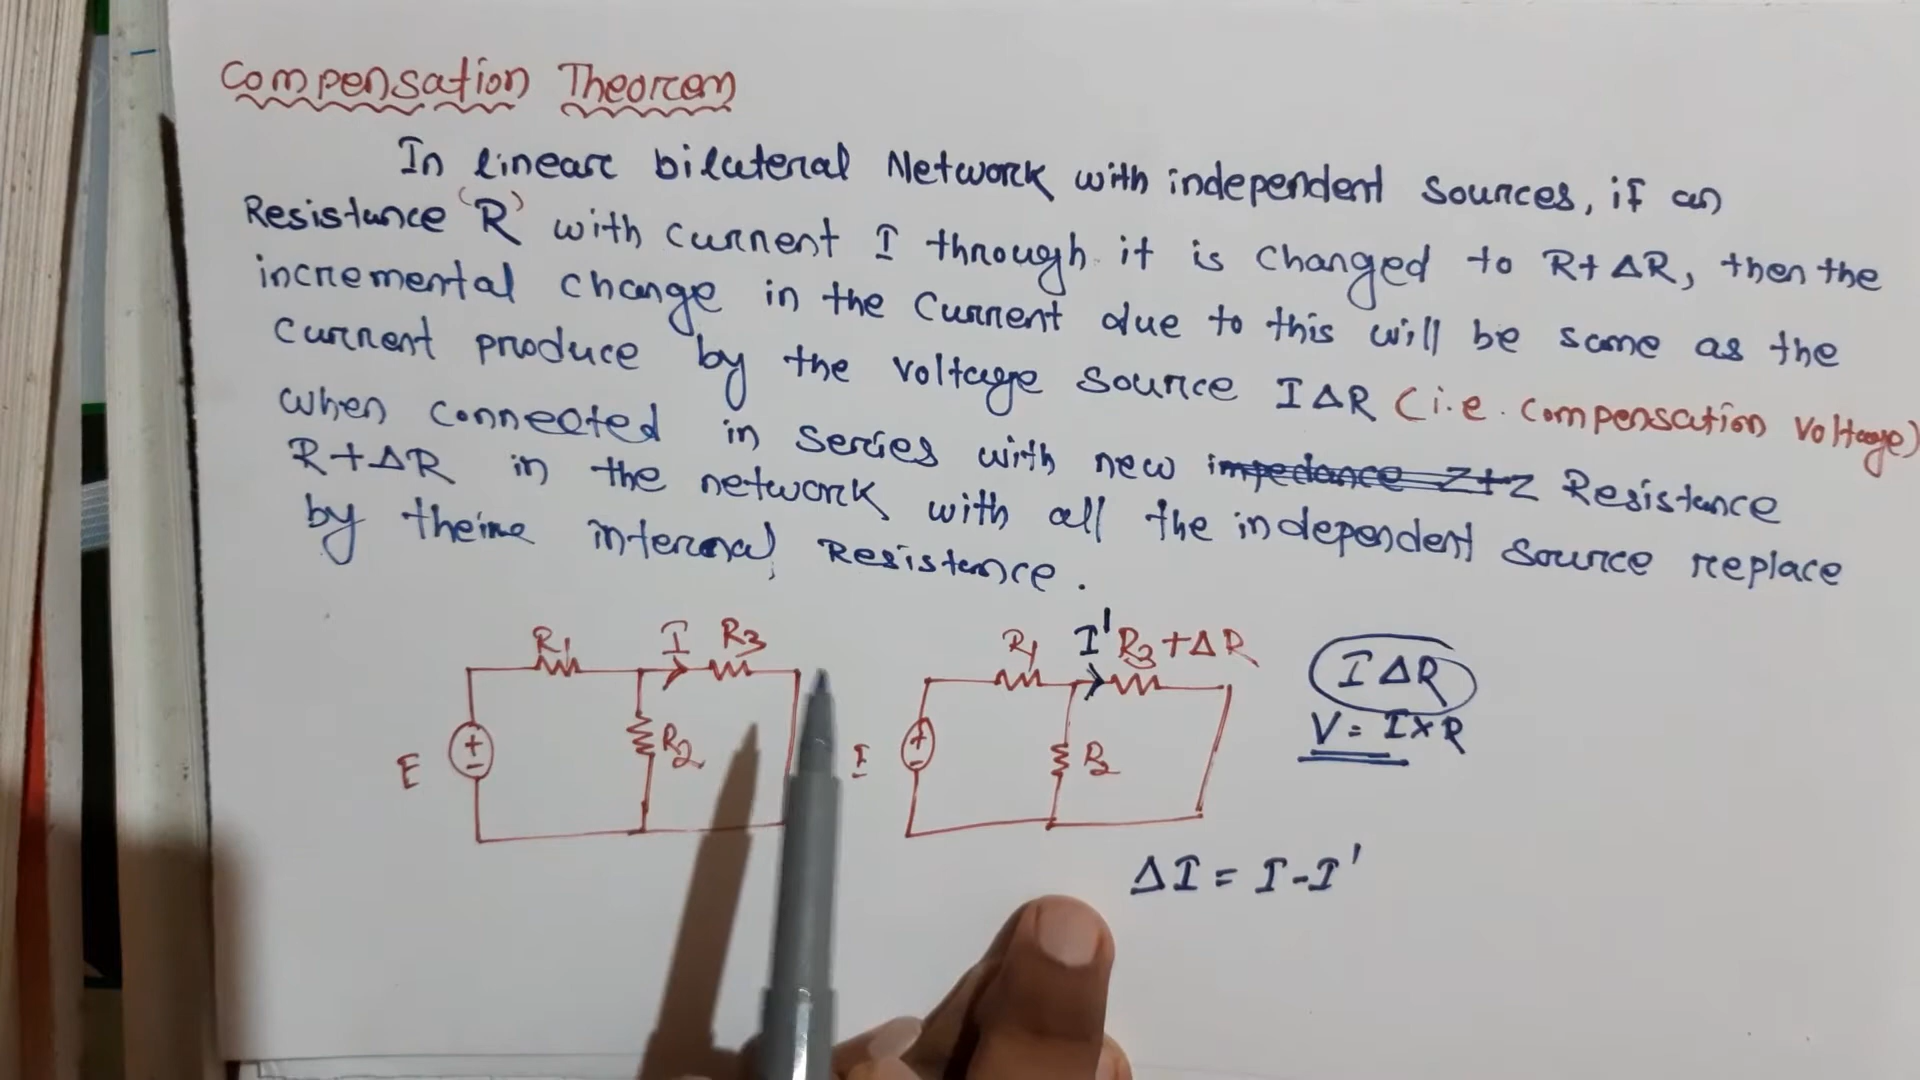 Compensation Theorem
In linear bilateral Network with independent Sources, if an
Resistance 'R' with current I through it is changed to R+ΔR, then the
incremental change in the current due to this will be same as the
current produce by the voltage source IΔR (i.e. compensation voltage)
when connected in series with new impedance Z+Z Resistance
R+ΔR in the network with all the independent source replace
by their internal Resistance.
R1 I R3
R1 I' R3+ΔR
IΔR
V = I×R
E R2
E R2
ΔI = I-I'